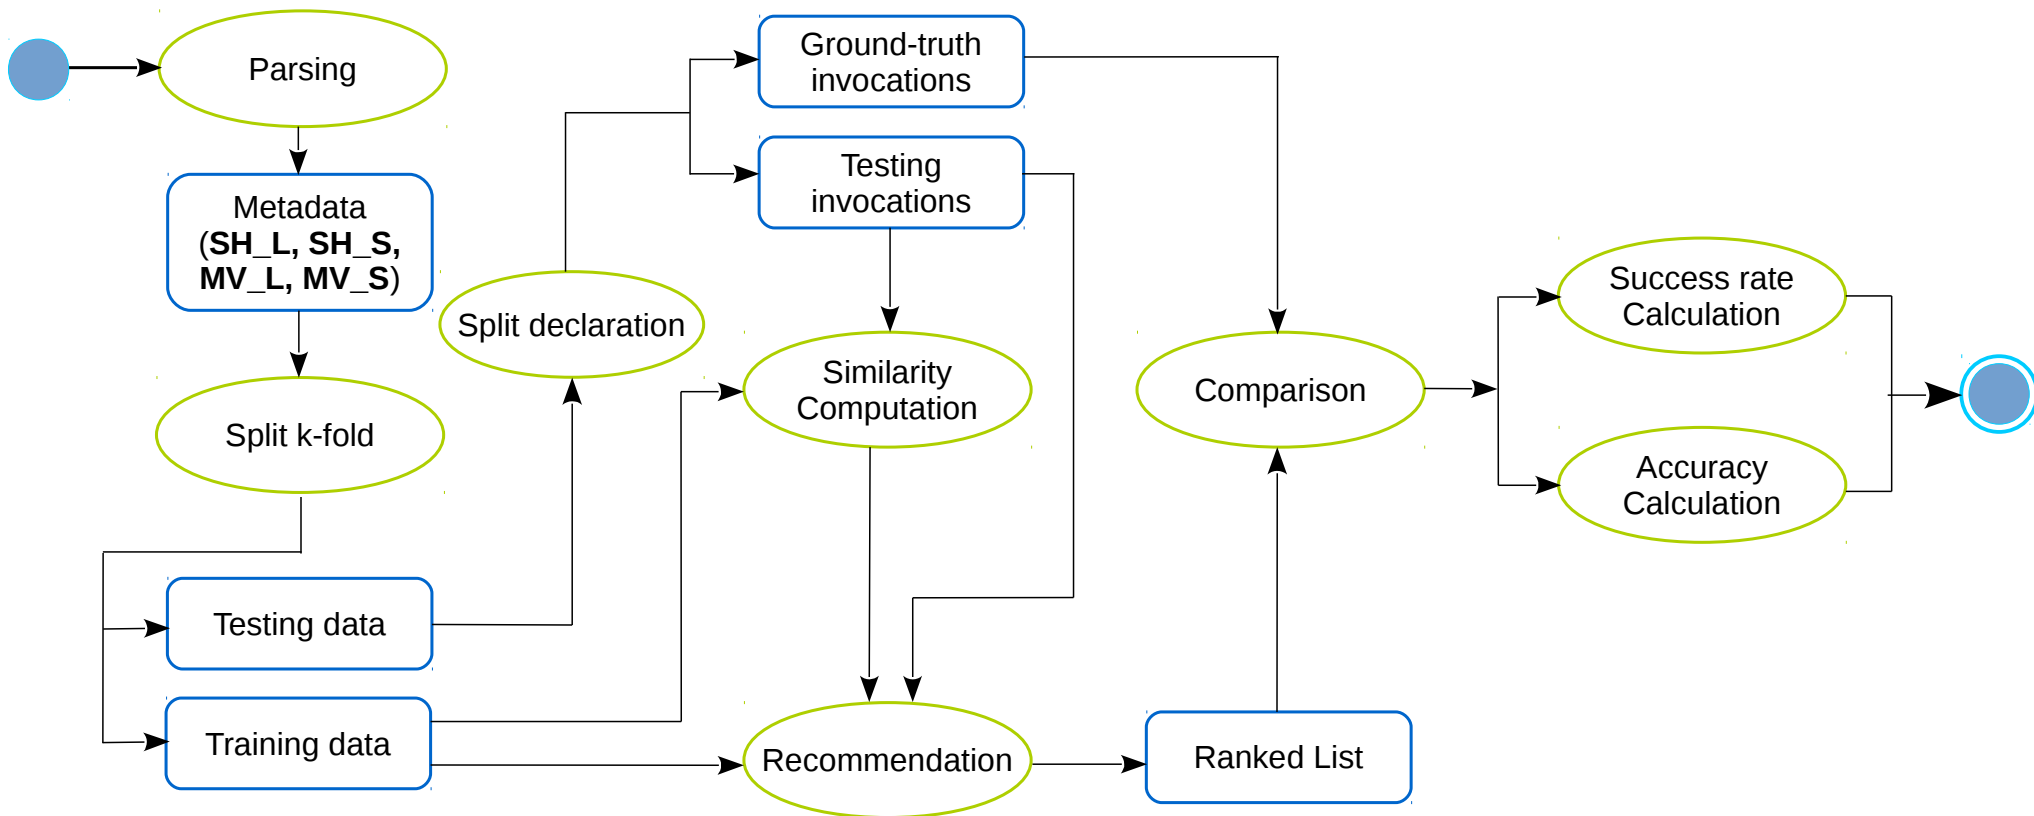 Parsing
Metadata
(SH_L, SH_S,
MV_L, MV_S)
Split k-fold
Testing data
Training data
Split declaration
Ground-truth
invocations
Testing
invocations
Similarity
Computation
Recommendation
Ranked List
Comparison
Success rate
Calculation
Accuracy
Calculation